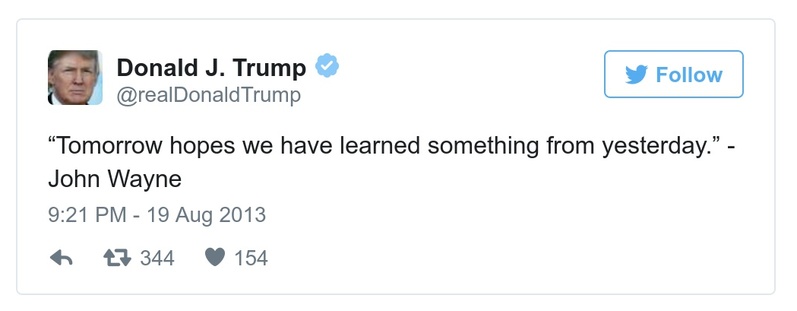 Donald J. Trump
@realDonaldTrump
Follow
“Tomorrow hopes we have learned something from yesterday.” -
John Wayne
9:21 PM - 19 Aug 2013
344 154